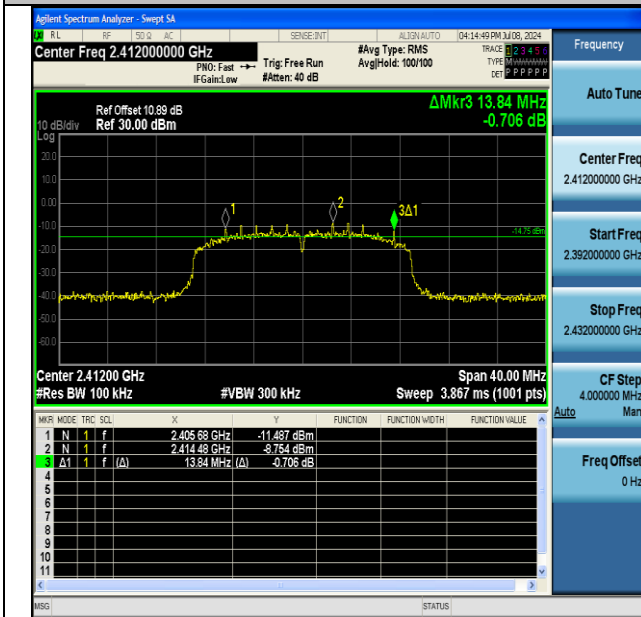 Agilent Spectrum Analyzer - Swept SA
RL RF 50 Ω AC SENSE:INT ALIGN AUTO 04:14:49 PM Jul 08, 2024
Center Freq 2.412000000 GHz
PNO: Fast
IFGain:Low
Trig: Free Run
#Atten: 40 dB
#Avg Type: RMS
Avg|Hold: 100/100
TRACE 1 2 3 4 5 6
TYPE M W W W W W
DET P P P P P P
Frequency
Auto Tune
Center Freq
2.412000000 GHz
Start Freq
2.392000000 GHz
Stop Freq
2.432000000 GHz
CF Step
4.000000 MHz
Auto Man
Freq Offset
0 Hz
ΔMkr3 13.84 MHz
-0.706 dB
Ref Offset 10.89 dB
Ref 30.00 dBm
10 dB/div
Log
20.0
10.0
0.00
-10.0
-20.0
-30.0
-40.0
-50.0
-60.0
1
2
3Δ1
-14.75 dBm
Center 2.41200 GHz
Span 40.00 MHz
#Res BW 100 kHz
#VBW 300 kHz
Sweep 3.867 ms (1001 pts)
MKR MODE TRC SCL X Y FUNCTION FUNCTION WIDTH FUNCTION VALUE
1 N 1 f 2.405 68 GHz -11.487 dBm
2 N 1 f 2.414 48 GHz -8.754 dBm
3 Δ1 1 f (Δ) 13.84 MHz (Δ) -0.706 dB
4
5
6
7
8
9
10
11
MSG
STATUS